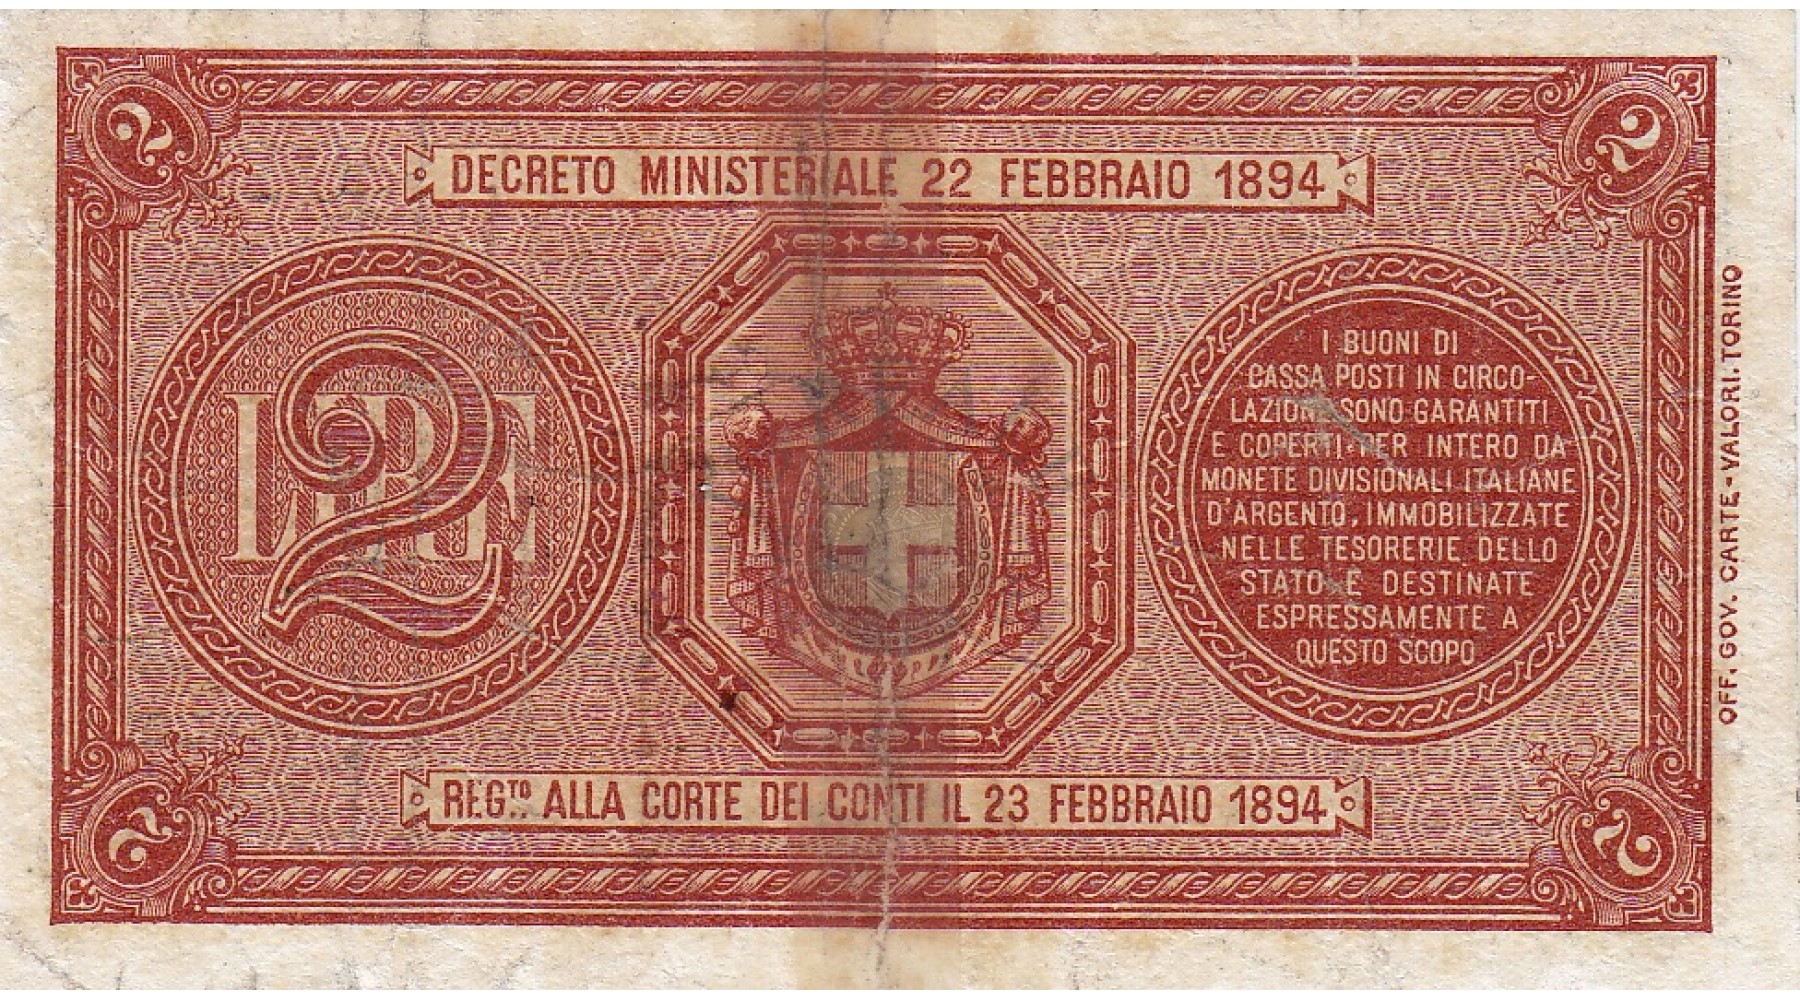 2
2
DECRETO MINISTERIALE 22 FEBBRAIO 1894
LIRE
2
I BUONI DI
CASSA POSTI IN CIRCO-
LAZIONE SONO GARANTITI
E COPERTI PER INTERO DA
MONETE DIVISIONALI ITALIANE
D'ARGENTO, IMMOBILIZZATE
NELLE TESORERIE DELLO
STATO E DESTINATE
ESPRESSAMENTE A
QUESTO SCOPO
OFF. GOV. CARTE-VALORI. TORINO
REG.TO ALLA CORTE DEI CONTI IL 23 FEBBRAIO 1894
2
2